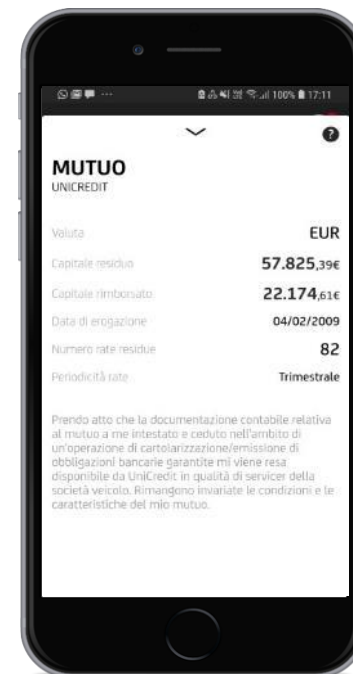 100% 17:11
?
MUTUO
UNICREDIT
Valuta EUR
Capitale residuo 57.825,39€
Capitale rimborsato 22.174,61€
Data di erogazione 04/02/2009
Numero rate residue 82
Periodicità rate Trimestrale
Prendo atto che la documentazione contabile relativa
al mutuo a me intestato e ceduto nell'ambito di
un'operazione di cartolarizzazione/emissione di
obbligazioni bancarie garantite mi viene resa
disponibile da UniCredit in qualità di servicer della
società veicolo. Rimangono invariate le condizioni e le
caratteristiche del mio mutuo.